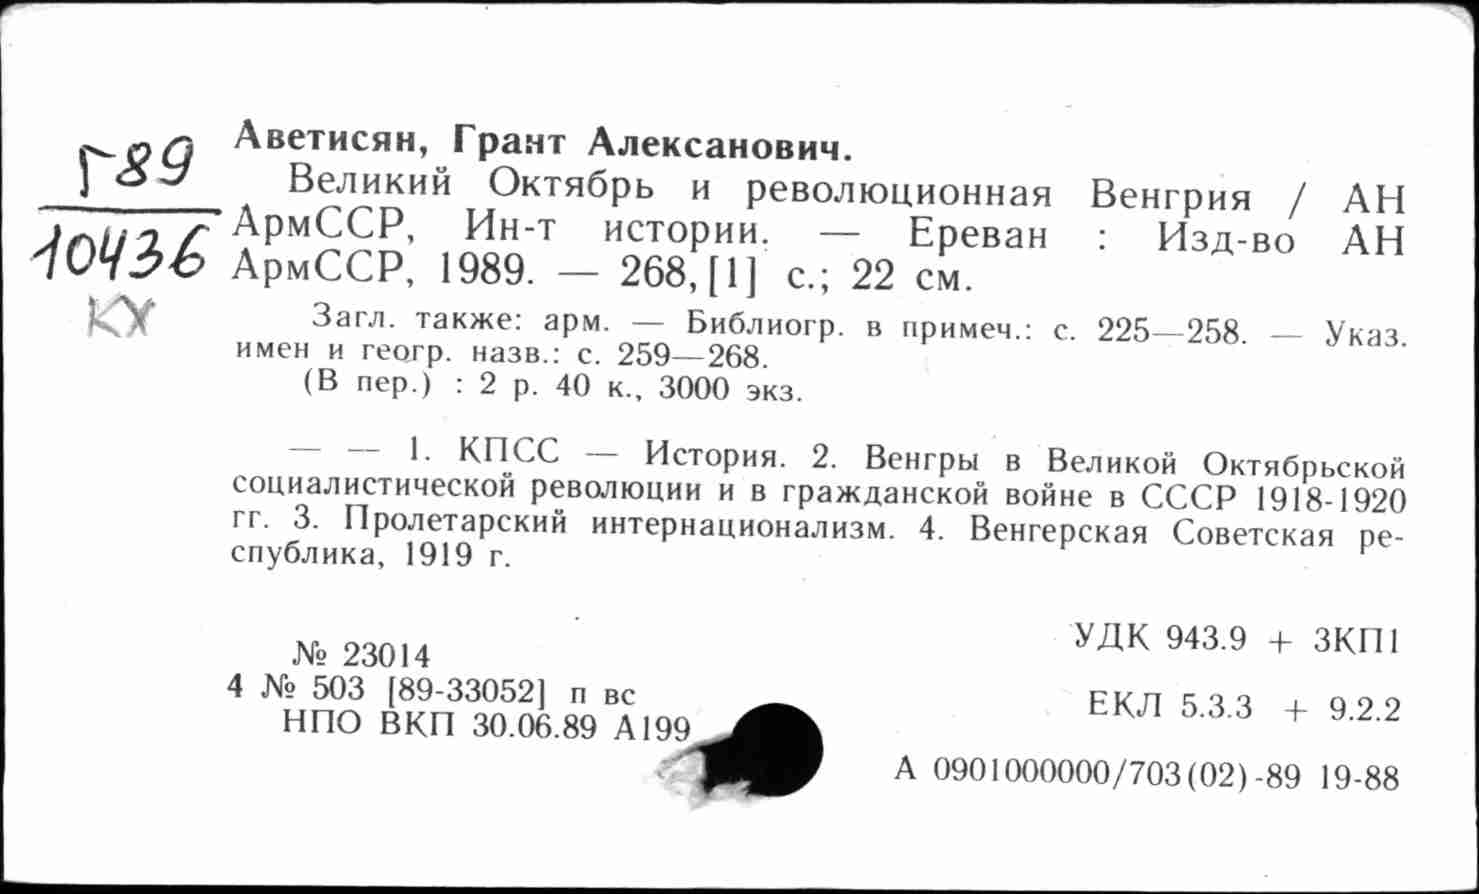 Г89
10436
КХ
Аветисян, Грант Алексанович.
Великий Октябрь и революционная Венгрия / АН
АрмССР, Ин-т истории. — Ереван : Изд-во АН
АрмССР, 1989. — 268, [1] с.; 22 см.
Загл. также: арм. — Библиогр. в примеч.: с. 225—258. — Указ.
имен и геогр. назв.: с. 259—268.
(В пер.) : 2 р. 40 к., 3000 экз.
— — 1. КПСС — История. 2. Венгры в Великой Октябрьской
социалистической революции и в гражданской войне в СССР 1918-1920
гг. 3. Пролетарский интернационализм. 4. Венгерская Советская ре-
спублика, 1919 г.
№ 23014
4 № 503 [89-33052] п вс
НПО ВКП 30.06.89 А199
УДК 943.9 + 3КП1
ЕКЛ 5.3.3 + 9.2.2
А 0901000000/703(02)-89 19-88